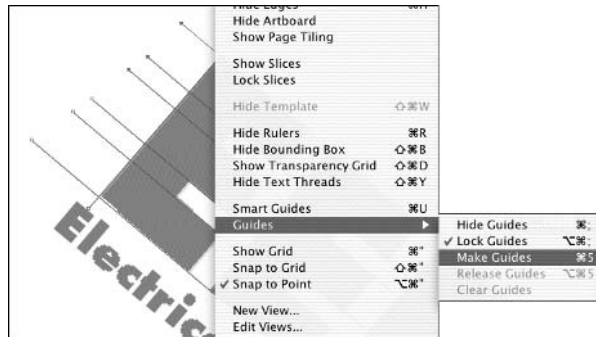 Hide Edges ⌘H
Hide Artboard
Show Page Tiling
Show Slices
Lock Slices
Hide Template ⇧⌘W
Hide Rulers ⌘R
Hide Bounding Box ⇧⌘B
Show Transparency Grid ⇧⌘D
Hide Text Threads ⇧⌘Y
Smart Guides ⌘U
Guides ▶
Show Grid ⌘"
Snap to Grid ⇧⌘"
✓ Snap to Point ⌥⌘"
New View...
Edit Views...
Hide Guides ⌘;
✓ Lock Guides ⌥⌘;
Make Guides ⌘5
Release Guides ⌥⌘5
Clear Guides
Electric